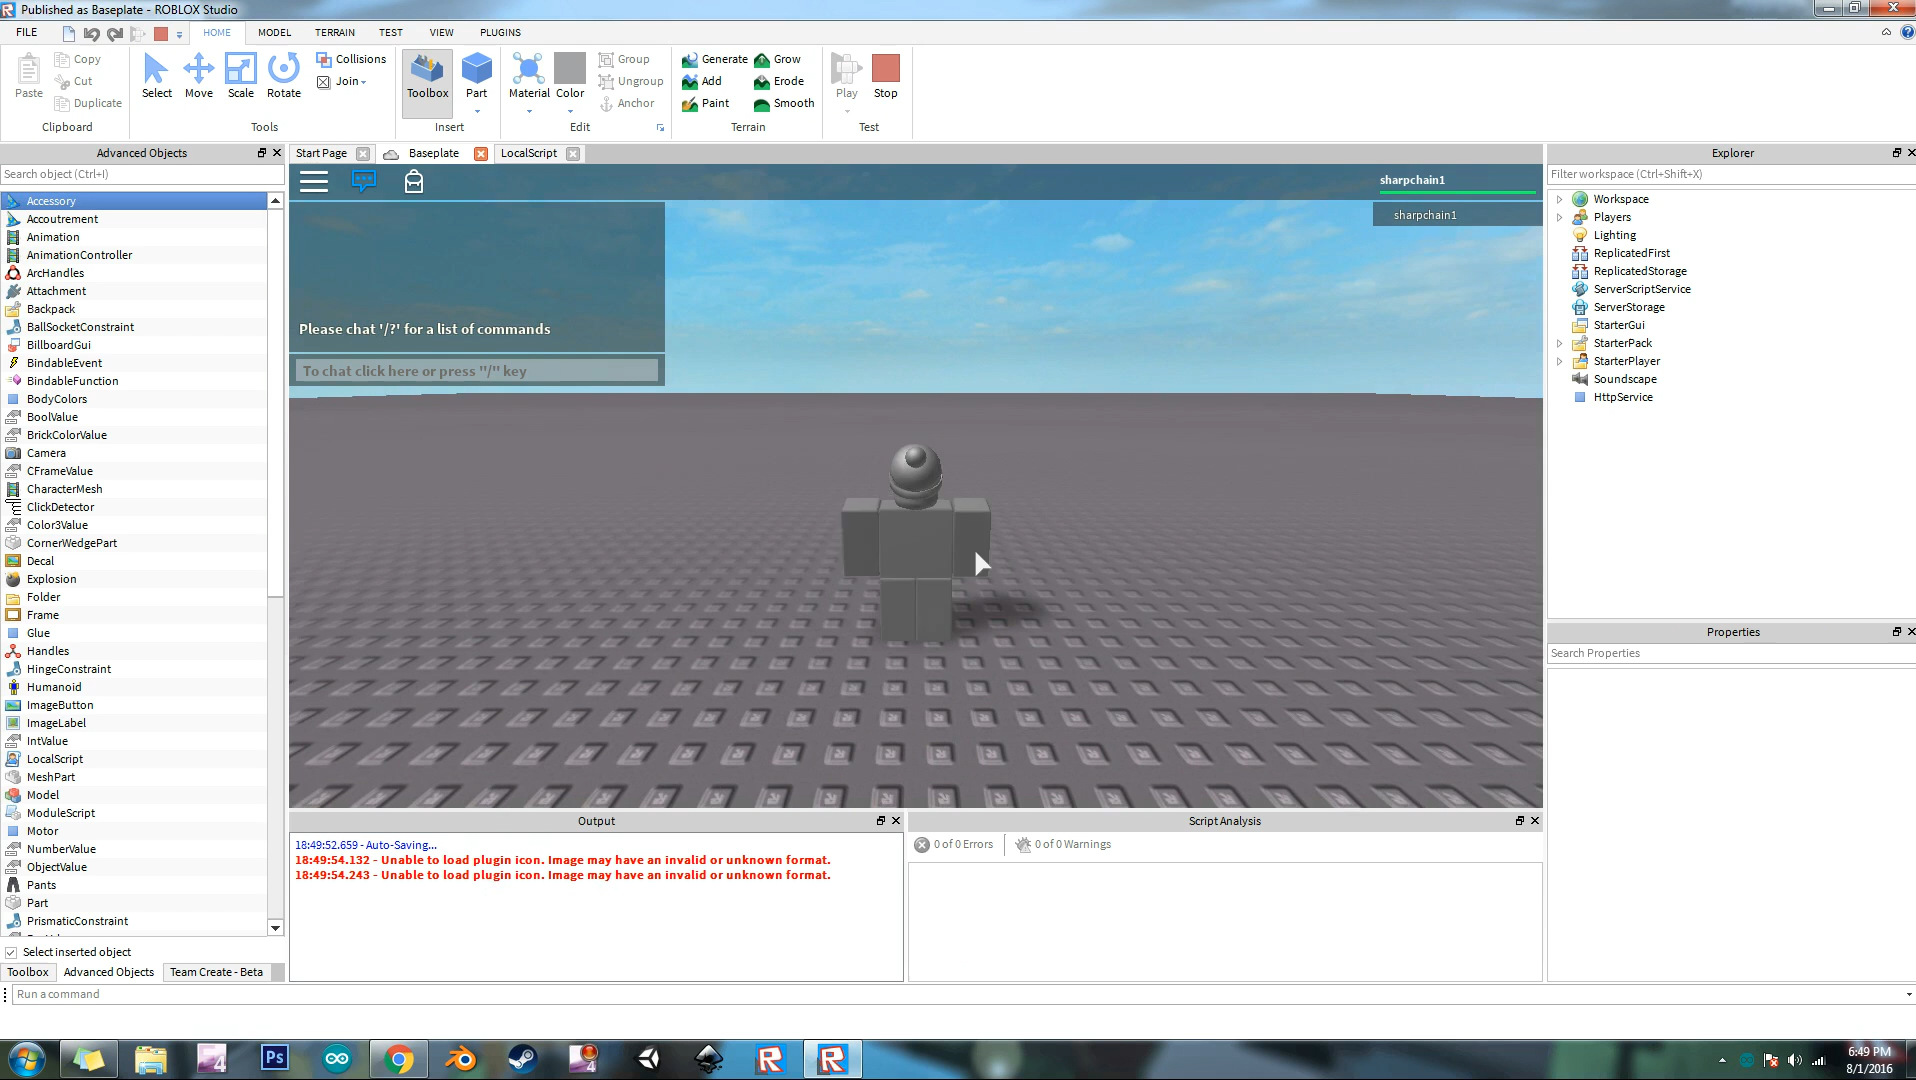 Published as Baseplate - ROBLOX Studio
FILE
HOME
MODEL
TERRAIN
TEST
VIEW
PLUGINS
Paste
Copy
Cut
Duplicate
Clipboard
Select
Move
Scale
Rotate
Collisions
Join
Tools
Toolbox
Part
Insert
Material
Color
Group
Ungroup
Anchor
Edit
Generate
Grow
Add
Erode
Paint
Smooth
Terrain
Play
Stop
Test
Advanced Objects
Search object (Ctrl+I)
Accessory
Accoutrement
Animation
AnimationController
ArcHandles
Attachment
Backpack
BallSocketConstraint
BillboardGui
BindableEvent
BindableFunction
BodyColors
BoolValue
BrickColorValue
Camera
CFrameValue
CharacterMesh
ClickDetector
Color3Value
CornerWedgePart
Decal
Explosion
Folder
Frame
Glue
Handles
HingeConstraint
Humanoid
ImageButton
ImageLabel
IntValue
LocalScript
MeshPart
Model
ModuleScript
Motor
NumberValue
ObjectValue
Pants
Part
PrismaticConstraint
Select inserted object
Toolbox
Advanced Objects
Team Create - Beta
Run a command
Start Page
Baseplate
LocalScript
sharpchain1
sharpchain1
Please chat '/?' for a list of commands
To chat click here or press "/" key
Output
18:49:52.659 - Auto-Saving...
18:49:54.132 - Unable to load plugin icon. Image may have an invalid or unknown format.
18:49:54.243 - Unable to load plugin icon. Image may have an invalid or unknown format.
Script Analysis
0 of 0 Errors
0 of 0 Warnings
Explorer
Filter workspace (Ctrl+Shift+X)
Workspace
Players
Lighting
ReplicatedFirst
ReplicatedStorage
ServerScriptService
ServerStorage
StarterGui
StarterPack
StarterPlayer
Soundscape
HttpService
Properties
Search Properties
4
Ps
4
6:49 PM
8/1/2016